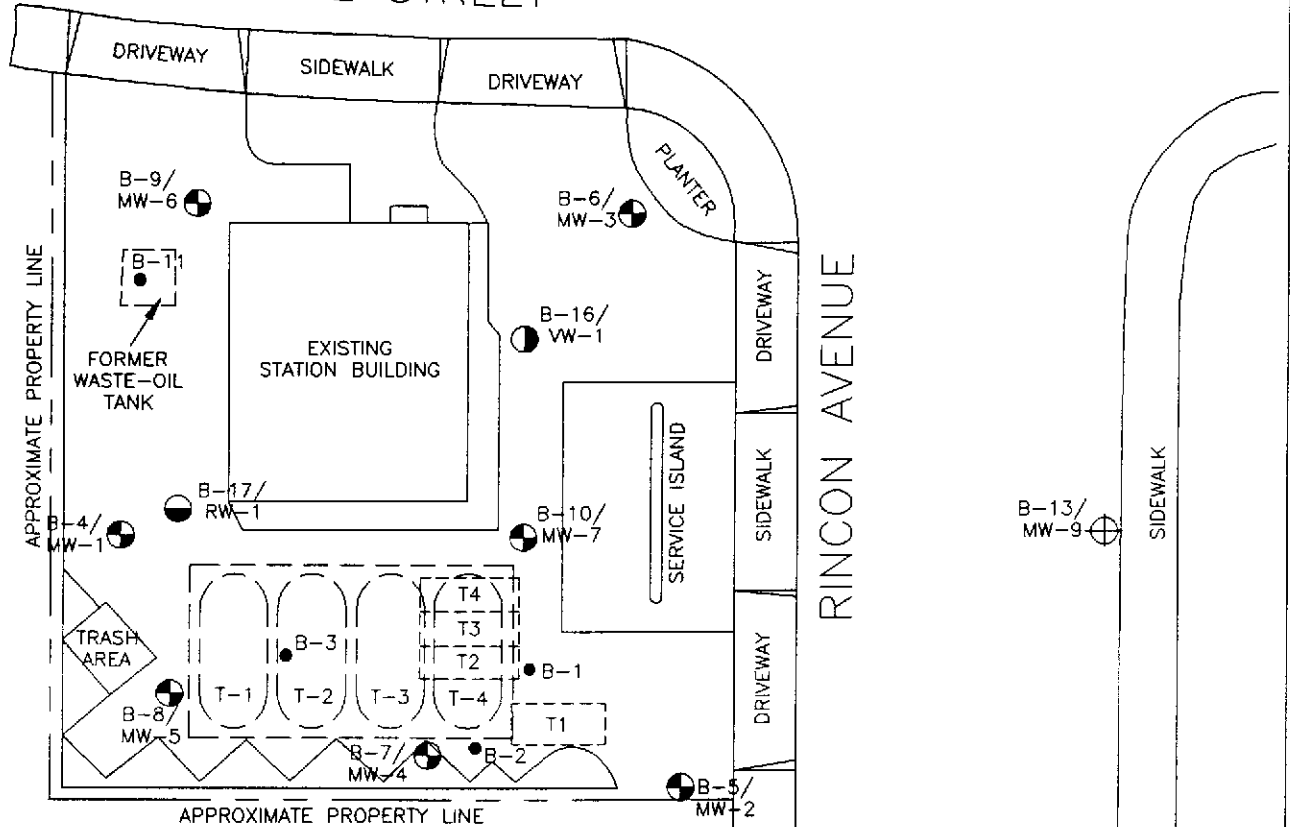 STREET
DRIVEWAY
SIDEWALK
DRIVEWAY
PLANTER
B-9/
MW-6
B-6/
MW-3
B-11
FORMER
WASTE-OIL
TANK
APPROXIMATE PROPERTY LINE
EXISTING
STATION BUILDING
B-16/
VW-1
DRIVEWAY
RINCON AVENUE
SERVICE ISLAND
SIDEWALK
B-17/
RW-1
B-4/
MW-1
B-10/
MW-7
B-13/
MW-9
SIDEWALK
TRASH
AREA
B-3
T4
T3
T2
B-1
T-1
T-2
T-3
T-4
T1
DRIVEWAY
B-8/
MW-5
B-7/
MW-4
B-2
B-5/
MW-2
APPROXIMATE PROPERTY LINE